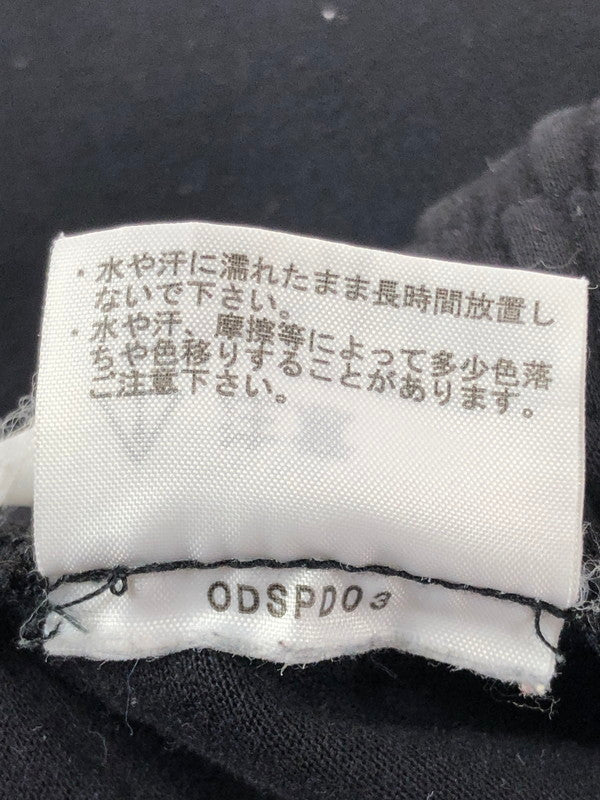 ・水や汗に濡れたまま長時間放置し
ないで下さい。
・水や汗、摩擦等によって多少色落
ちや色移りすることがあります。
ご注意下さい。
ODSPD03